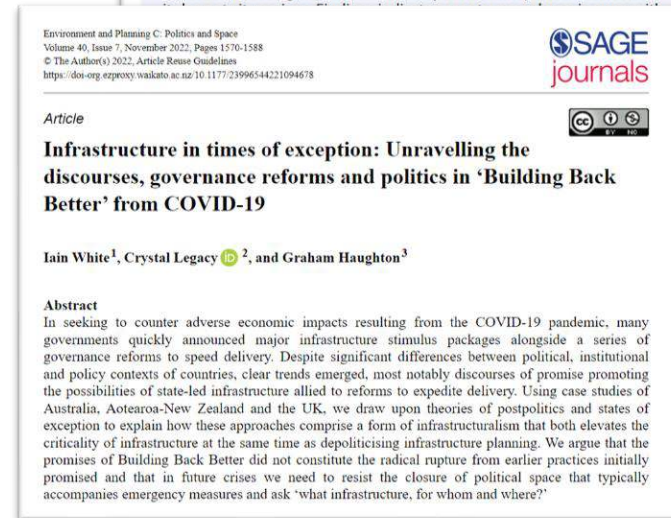 Environment and Planning C: Politics and Space
Volume 40, Issue 7, November 2022, Pages 1570-1588
© The Author(s) 2022, Article Reuse Guidelines
https://doi-org.ezproxy.waikato.ac.nz/10.1177/23996544221094678
SAGE
journals
Article
cc BY NC
Infrastructure in times of exception: Unravelling the
discourses, governance reforms and politics in ‘Building Back
Better’ from COVID-19
Iain White1, Crystal Legacy iD 2, and Graham Haughton3
Abstract
In seeking to counter adverse economic impacts resulting from the COVID-19 pandemic, many
governments quickly announced major infrastructure stimulus packages alongside a series of
governance reforms to speed delivery. Despite significant differences between political, institutional
and policy contexts of countries, clear trends emerged, most notably discourses of promise promoting
the possibilities of state-led infrastructure allied to reforms to expedite delivery. Using case studies of
Australia, Aotearoa-New Zealand and the UK, we draw upon theories of postpolitics and states of
exception to explain how these approaches comprise a form of infrastructuralism that both elevates the
criticality of infrastructure at the same time as depoliticising infrastructure planning. We argue that the
promises of Building Back Better did not constitute the radical rupture from earlier practices initially
promised and that in future crises we need to resist the closure of political space that typically
accompanies emergency measures and ask ‘what infrastructure, for whom and where?’